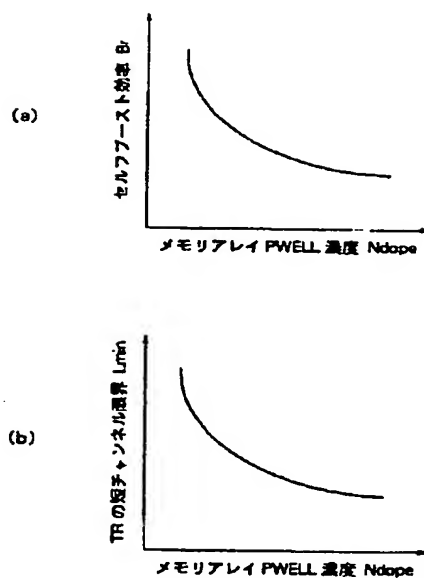 (a)
セルフブースト効率 Br
メモリアレイ PWELL 濃度 Ndope
(b)
TRの短チャンネル限界 Lmin
メモリアレイ PWELL 濃度 Ndope